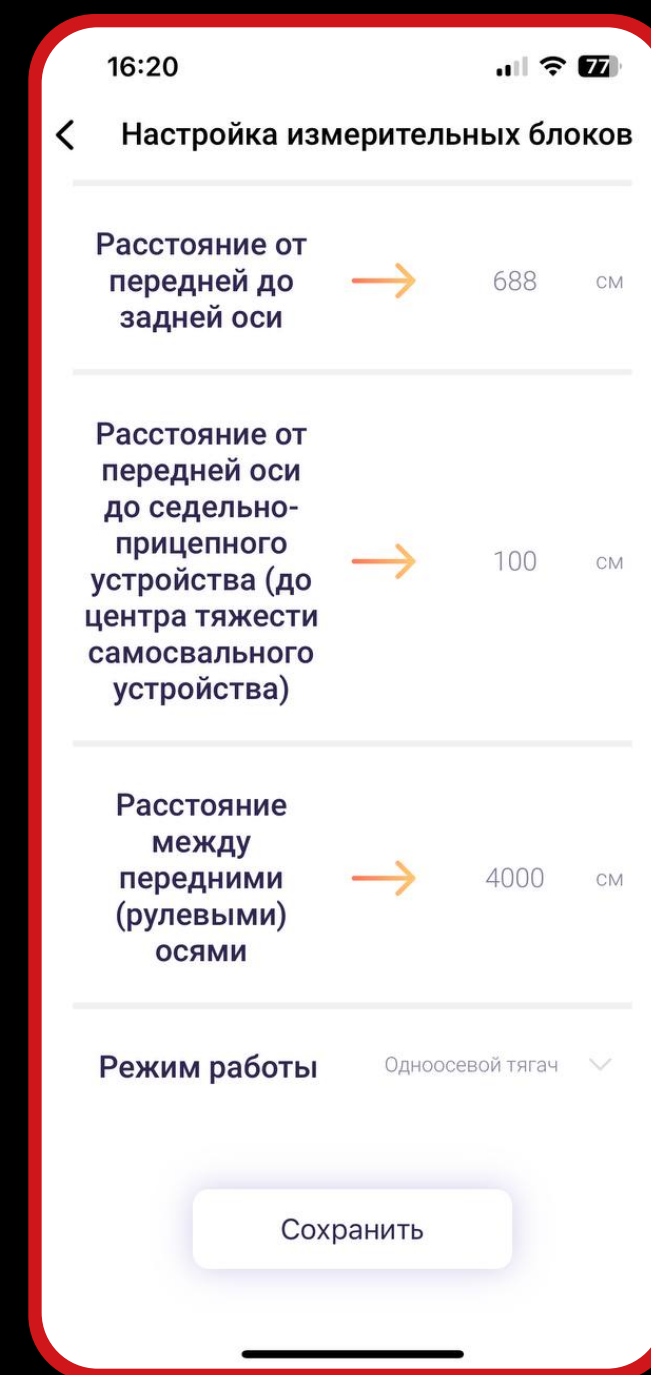 16:20
77
Настройка измерительных блоков
Расстояние от
передней до
задней оси
688 см
Расстояние от
передней оси
до седельно-
прицепного
устройства (до
центра тяжести
самосвального
устройства)
100 см
Расстояние
между
передними
(рулевыми)
осями
4000 см
Режим работы
Одноосевой тягач
Сохранить